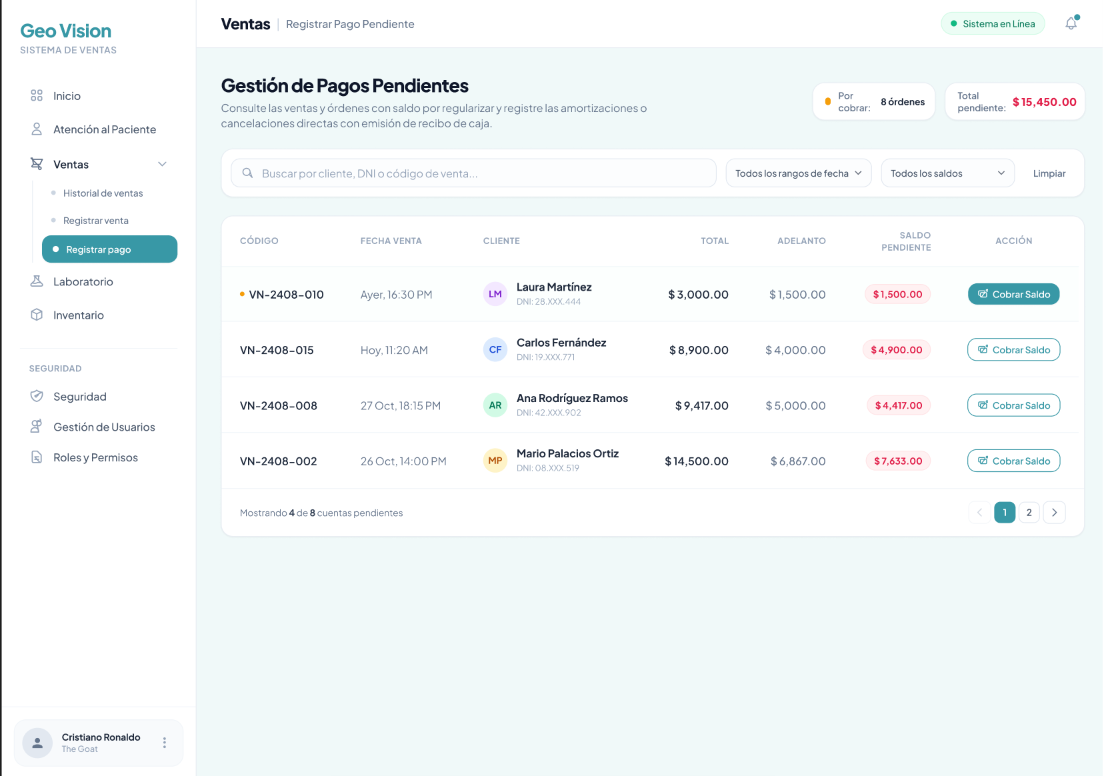 Geo Vision
SISTEMA DE VENTAS
Inicio
Atención al Paciente
Ventas
Historial de ventas
Registrar venta
Registrar pago
Laboratorio
Inventario
SEGURIDAD
Seguridad
Gestión de Usuarios
Roles y Permisos
Cristiano Ronaldo
The Goat
Ventas | Registrar Pago Pendiente
Sistema en Línea
Gestión de Pagos Pendientes
Consulte las ventas y órdenes con saldo por regularizar y registre las amortizaciones o
cancelaciones directas con emisión de recibo de caja.
Por
cobrar: 8 órdenes
Total
pendiente: $ 15,450.00
Buscar por cliente, DNI o código de venta...
Todos los rangos de fecha
Todos los saldos
Limpiar
CÓDIGO FECHA VENTA CLIENTE TOTAL ADELANTO SALDO PENDIENTE ACCIÓN
VN-2408-010 Ayer, 16:30 PM LM Laura Martínez $ 3,000.00 $ 1,500.00 $ 1,500.00 Cobrar Saldo
DNI: 28.XXX.444
VN-2408-015 Hoy, 11:20 AM CF Carlos Fernández $ 8,900.00 $ 4,000.00 $ 4,900.00 Cobrar Saldo
DNI: 19.XXX.771
VN-2408-008 27 Oct, 18:15 PM AR Ana Rodríguez Ramos $ 9,417.00 $ 5,000.00 $ 4,417.00 Cobrar Saldo
DNI: 42.XXX.902
VN-2408-002 26 Oct, 14:00 PM MP Mario Palacios Ortiz $ 14,500.00 $ 6,867.00 $ 7,633.00 Cobrar Saldo
DNI: 08.XXX.519
Mostrando 4 de 8 cuentas pendientes
1 2